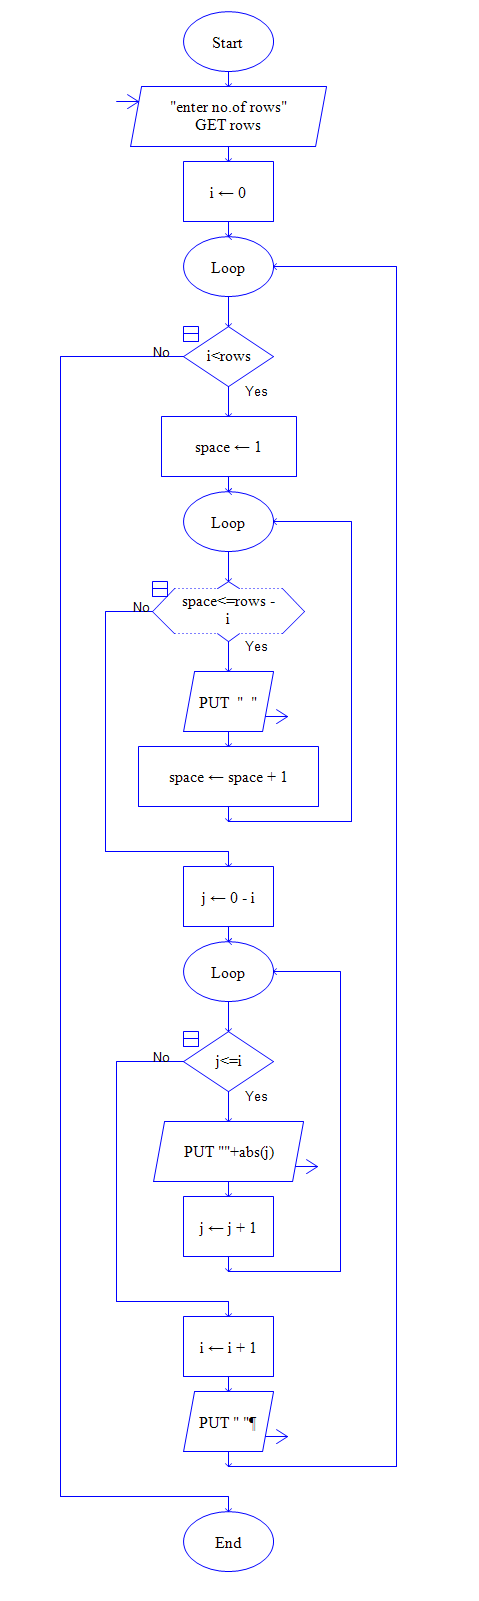 Start
"enter no.of rows"
GET rows
i ← 0
Loop
No
i<rows
Yes
space ← 1
Loop
No
space<=rows -
i
Yes
PUT "  "
space ← space + 1
j ← 0 - i
Loop
No
j<=i
Yes
PUT ""+abs(j)
j ← j + 1
i ← i + 1
PUT " "¶
End